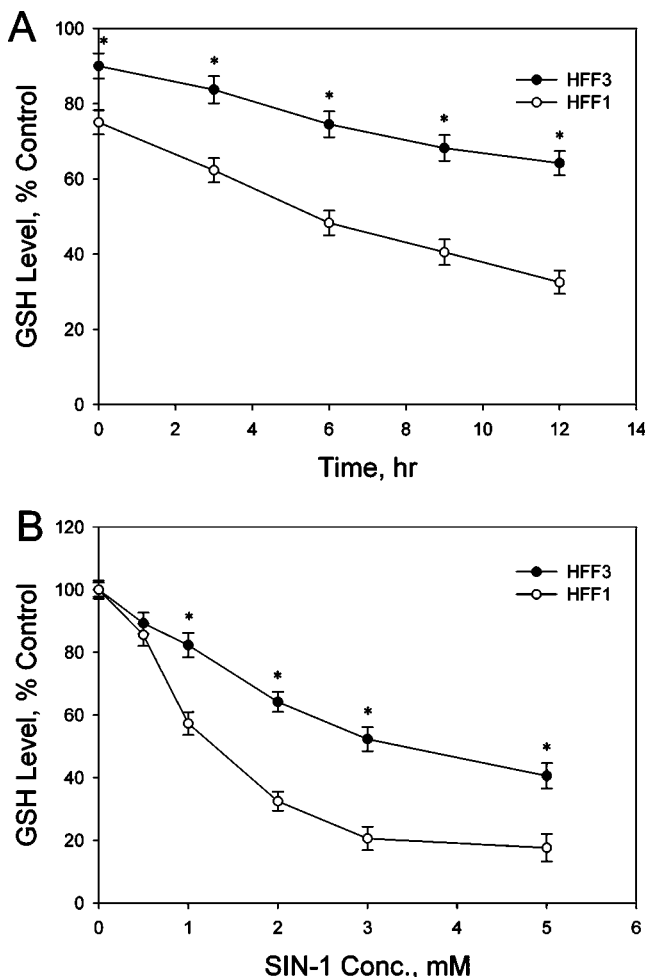 A
100
80
60
40
20
0
GSH Level, % Control
* * * * *
HFF3
HFF1
0 2 4 6 8 10 12 14
Time, hr
B
120
100
80
60
40
20
0
GSH Level, % Control
* * * *
HFF3
HFF1
0 1 2 3 4 5 6
SIN-1 Conc., mM